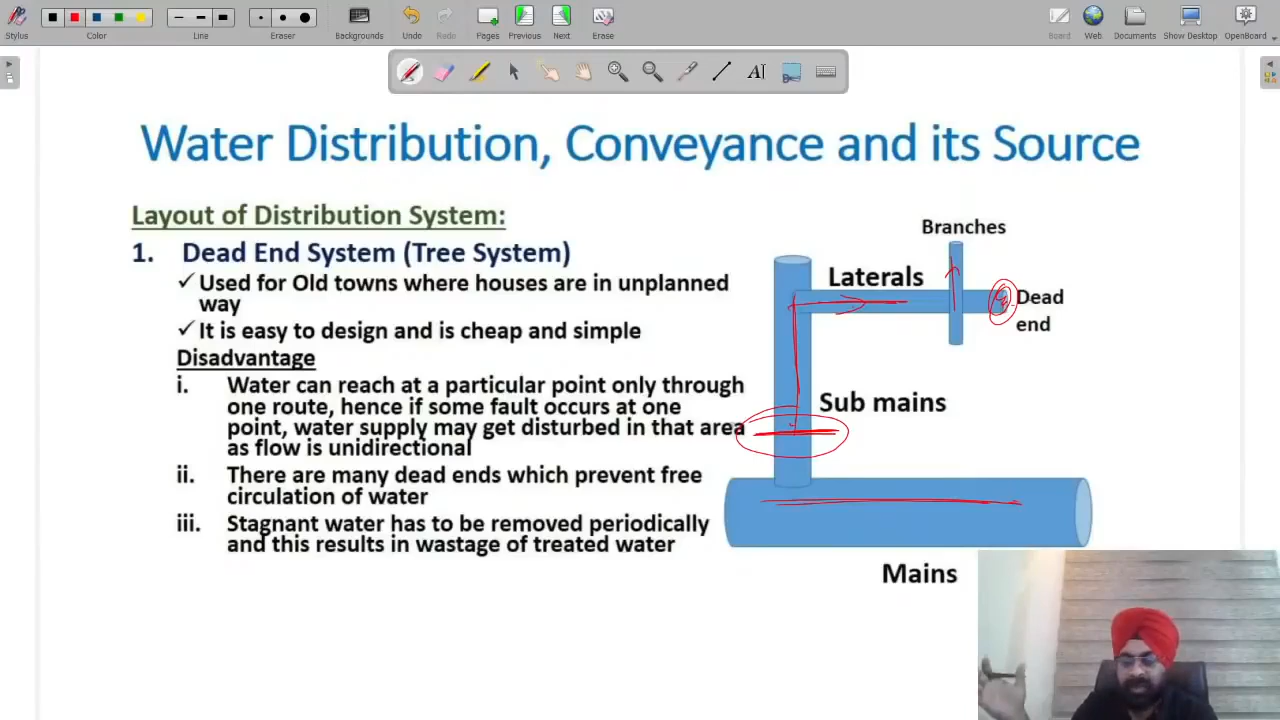 Stylus
Color
Line
Eraser
Backgrounds
Undo
Redo
Pages
Previous
Next
Erase
Board
Web
Documents
Show Desktop
OpenBoard
Water Distribution, Conveyance and its Source
Layout of Distribution System:
1. Dead End System (Tree System)
✓ Used for Old towns where houses are in unplanned
way
✓ It is easy to design and is cheap and simple
Disadvantage
i. Water can reach at a particular point only through
one route, hence if some fault occurs at one
point, water supply may get disturbed in that area
as flow is unidirectional
ii. There are many dead ends which prevent free
circulation of water
iii. Stagnant water has to be removed periodically
and this results in wastage of treated water
Branches
Laterals
Dead
end
Sub mains
Mains